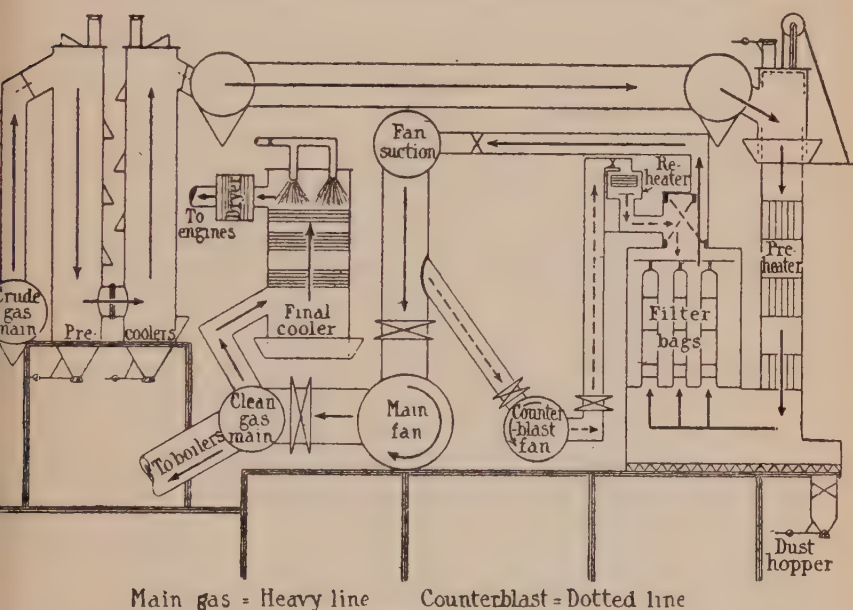 Fan
suction
Re-
heater
Dryer
To
engines
Pre-
heater
Crude
gas
main
Pre-
coolers
Final
cooler
Filter
bags
Clean
gas
main
Main
fan
Counter
-blast
fan
To boilers
Dust
hopper
Main gas = Heavy line    Counterblast = Dotted line